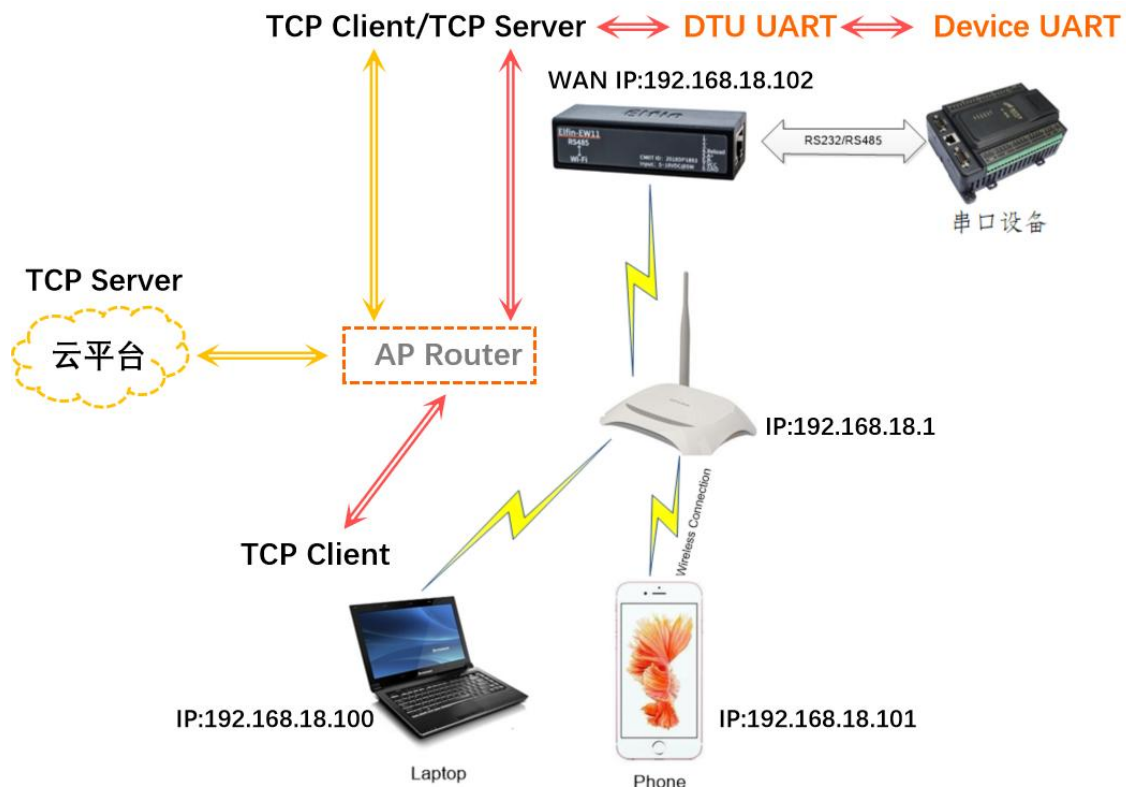 TCP Client/TCP Server
DTU UART
Device UART
WAN IP:192.168.18.102
Elfin
Elfin-EW11
RS485
Wi-Fi
Reload
RS232/RS485
串口设备
TCP Server
云平台
AP Router
IP:192.168.18.1
Wireless Connection
TCP Client
IP:192.168.18.100
IP:192.168.18.101
Laptop
Phone